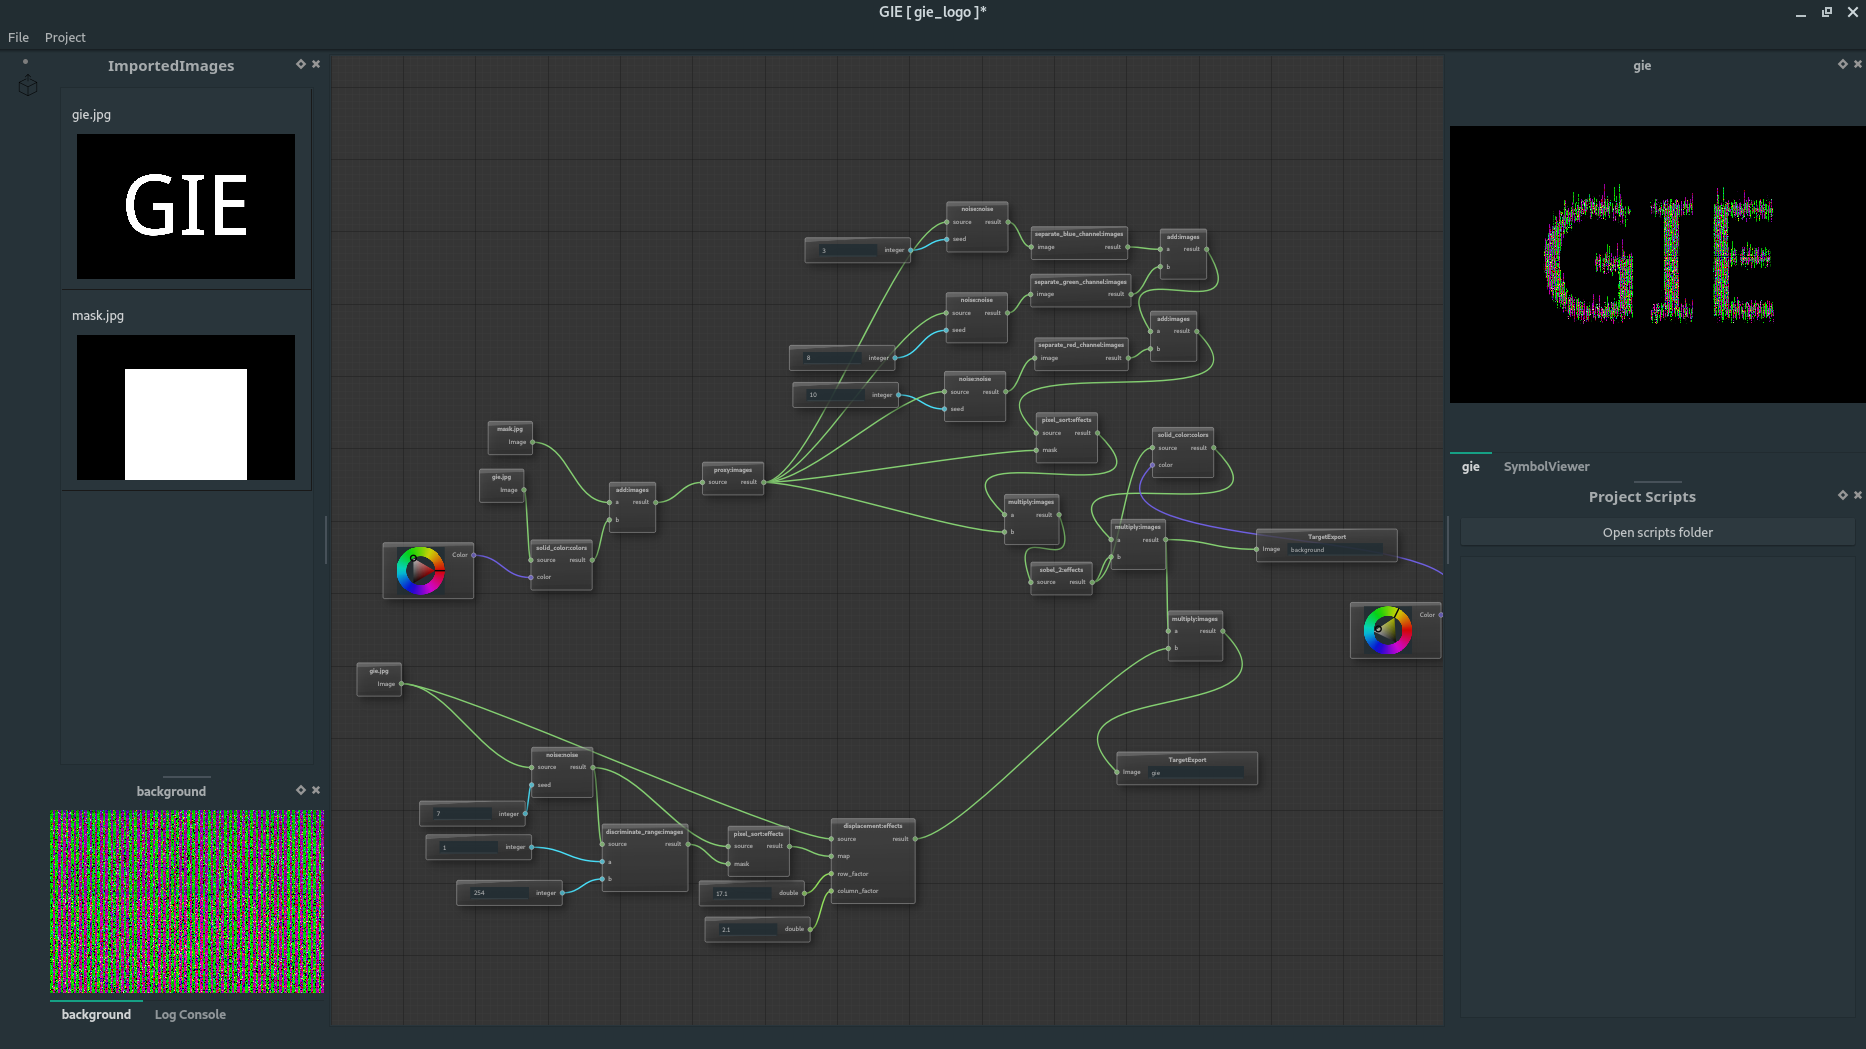 GIE [ gie_logo ]*
File
Project
ImportedImages
gie.jpg
GIE
mask.jpg
background
background
Log Console
noise:noise
source
result
seed
3
integer
separate_blue_channel:images
image
result
add:images
a
result
b
separate_green_channel:images
image
result
noise:noise
source
result
seed
8
integer
add:images
a
result
b
separate_red_channel:images
image
result
noise:noise
source
result
seed
10
integer
pixel_sort:effects
source
result
mask
solid_color:colors
source
result
color
mask.jpg
Image
gie.jpg
Image
proxy:images
source
result
add:images
a
result
b
multiply:images
a
result
b
multiply:images
a
result
b
TargetExport
Image
background
Color
solid_color:colors
source
result
color
sobel_2:effects
source
result
multiply:images
a
result
b
Color
gie.jpg
Image
noise:noise
source
result
seed
TargetExport
Image
gie
7
integer
1
integer
254
integer
discriminate_range:images
source
result
a
b
pixel_sort:effects
source
result
mask
17.1
double
2.1
double
displacement:effects
source
result
map
row_factor
column_factor
gie
GIE
gie
SymbolViewer
Project Scripts
Open scripts folder